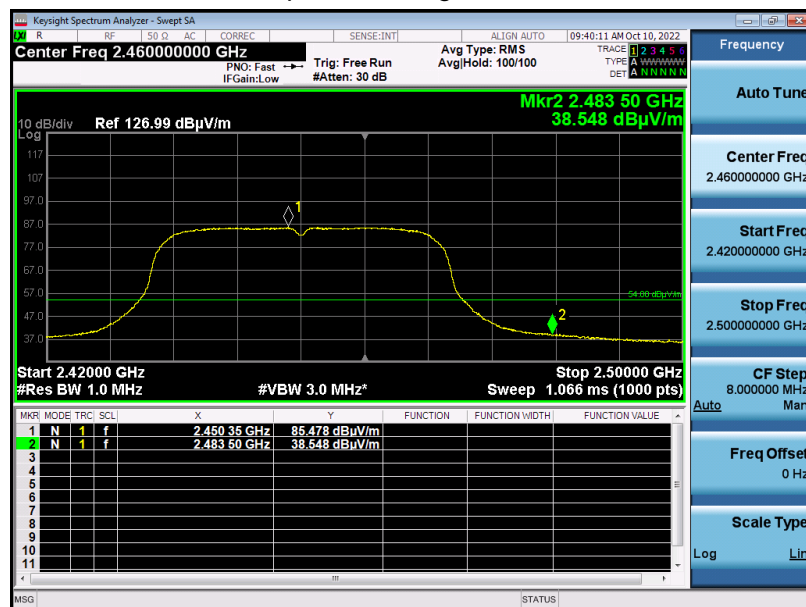 Keysight Spectrum Analyzer - Swept SA
LXI R RF 50 Ω AC CORREC SENSE:INT ALIGN AUTO 09:40:11 AM Oct 10, 2022
Center Freq 2.460000000 GHz
PNO: Fast
IFGain:Low
Trig: Free Run
#Atten: 30 dB
Avg Type: RMS
Avg|Hold: 100/100
TRACE 1 2 3 4 5 6
TYPE A WWWWW
DET A N N N N N
Mkr2 2.483 50 GHz
38.548 dBµV/m
10 dB/div Ref 126.99 dBµV/m
Log
117
107
97.0
87.0
77.0
67.0
57.0
47.0
37.0
1
2
54.00 dBµV/m
Start 2.42000 GHz Stop 2.50000 GHz
#Res BW 1.0 MHz #VBW 3.0 MHz* Sweep 1.066 ms (1000 pts)
MKR MODE TRC SCL X Y FUNCTION FUNCTION WIDTH FUNCTION VALUE
1 N 1 f 2.450 35 GHz 85.478 dBµV/m
2 N 1 f 2.483 50 GHz 38.548 dBµV/m
3
4
5
6
7
8
9
10
11
MSG STATUS
Frequency
Auto Tune
Center Freq
2.460000000 GHz
Start Freq
2.420000000 GHz
Stop Freq
2.500000000 GHz
CF Step
8.000000 MHz
Auto Man
Freq Offset
0 Hz
Scale Type
Log Lin